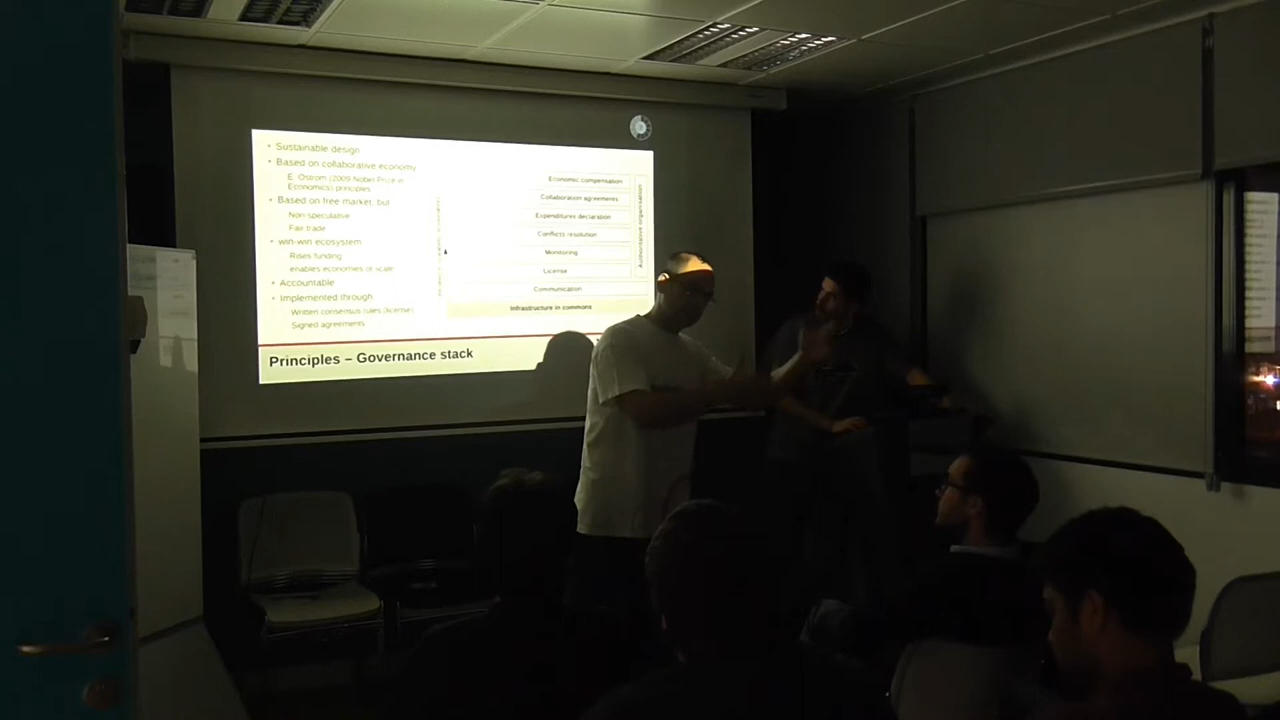 • Sustainable design
• Based on collaborative economy
E. Ostrom (2009 Nobel Prize in
Economics) principles
• Based on free market, but
Non-speculative
Fair trade
• win-win ecosystem
Rises funding
enables economies of scale
• Accountable
• Implemented through
Written consensus rules (license)
Signed agreements
Economic compensation
Collaboration agreements
Expenditures declaration
Conflicts resolution
Monitoring
License
Communication
Infrastructure in commons
Authoritative organisation
Principles – Governance stack